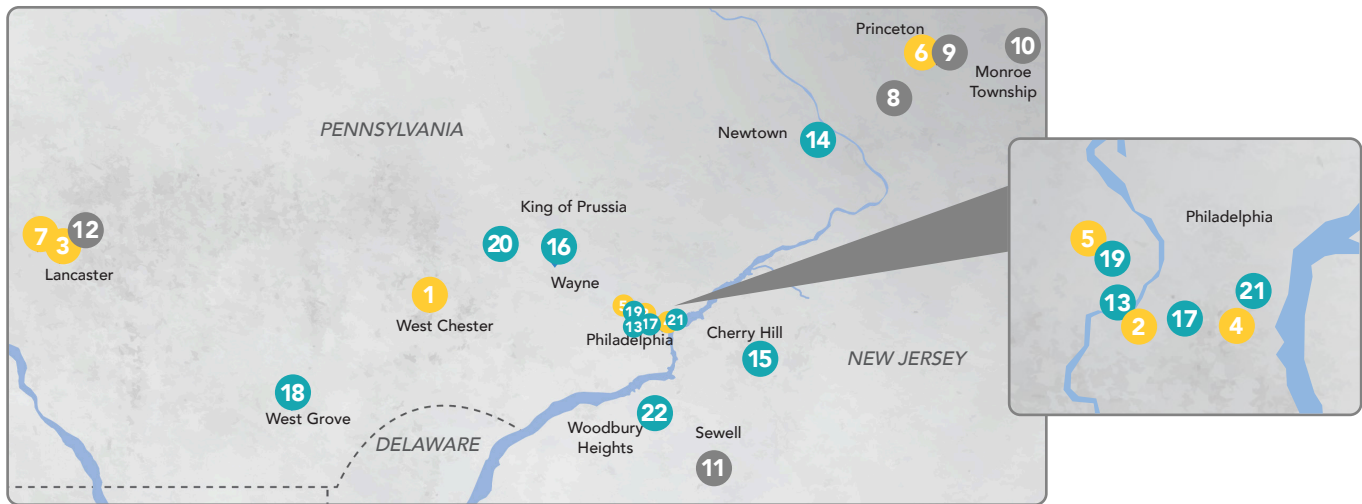 Princeton
6
9
10
Monroe
Township
8
PENNSYLVANIA
Newtown
14
King of Prussia
Philadelphia
7
3
12
20
16
5
19
Lancaster
Wayne
1
5
19
21
13
17
21
13
2
17
4
West Chester
Philadelphia
Cherry Hill
15
NEW JERSEY
18
West Grove
22
Woodbury
Heights
Sewell
DELAWARE
11